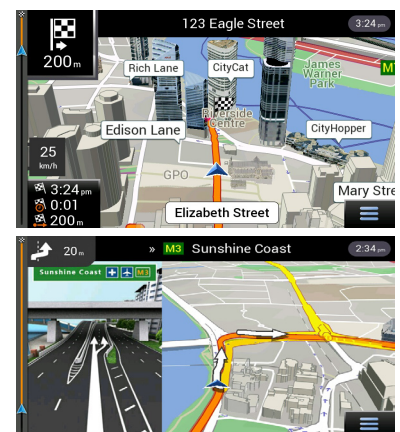 123 Eagle Street
3:24 pm
200 m
Rich Lane
CityCat
James
Warner
Park
Riverside
Centre
Edison Lane
CityHopper
25
km/h
GPO
3:24 pm
0:01
200 m
Mary Stre
Elizabeth Street
20 m
» M3 Sunshine Coast
2:34 pm
Sunshine Coast M3